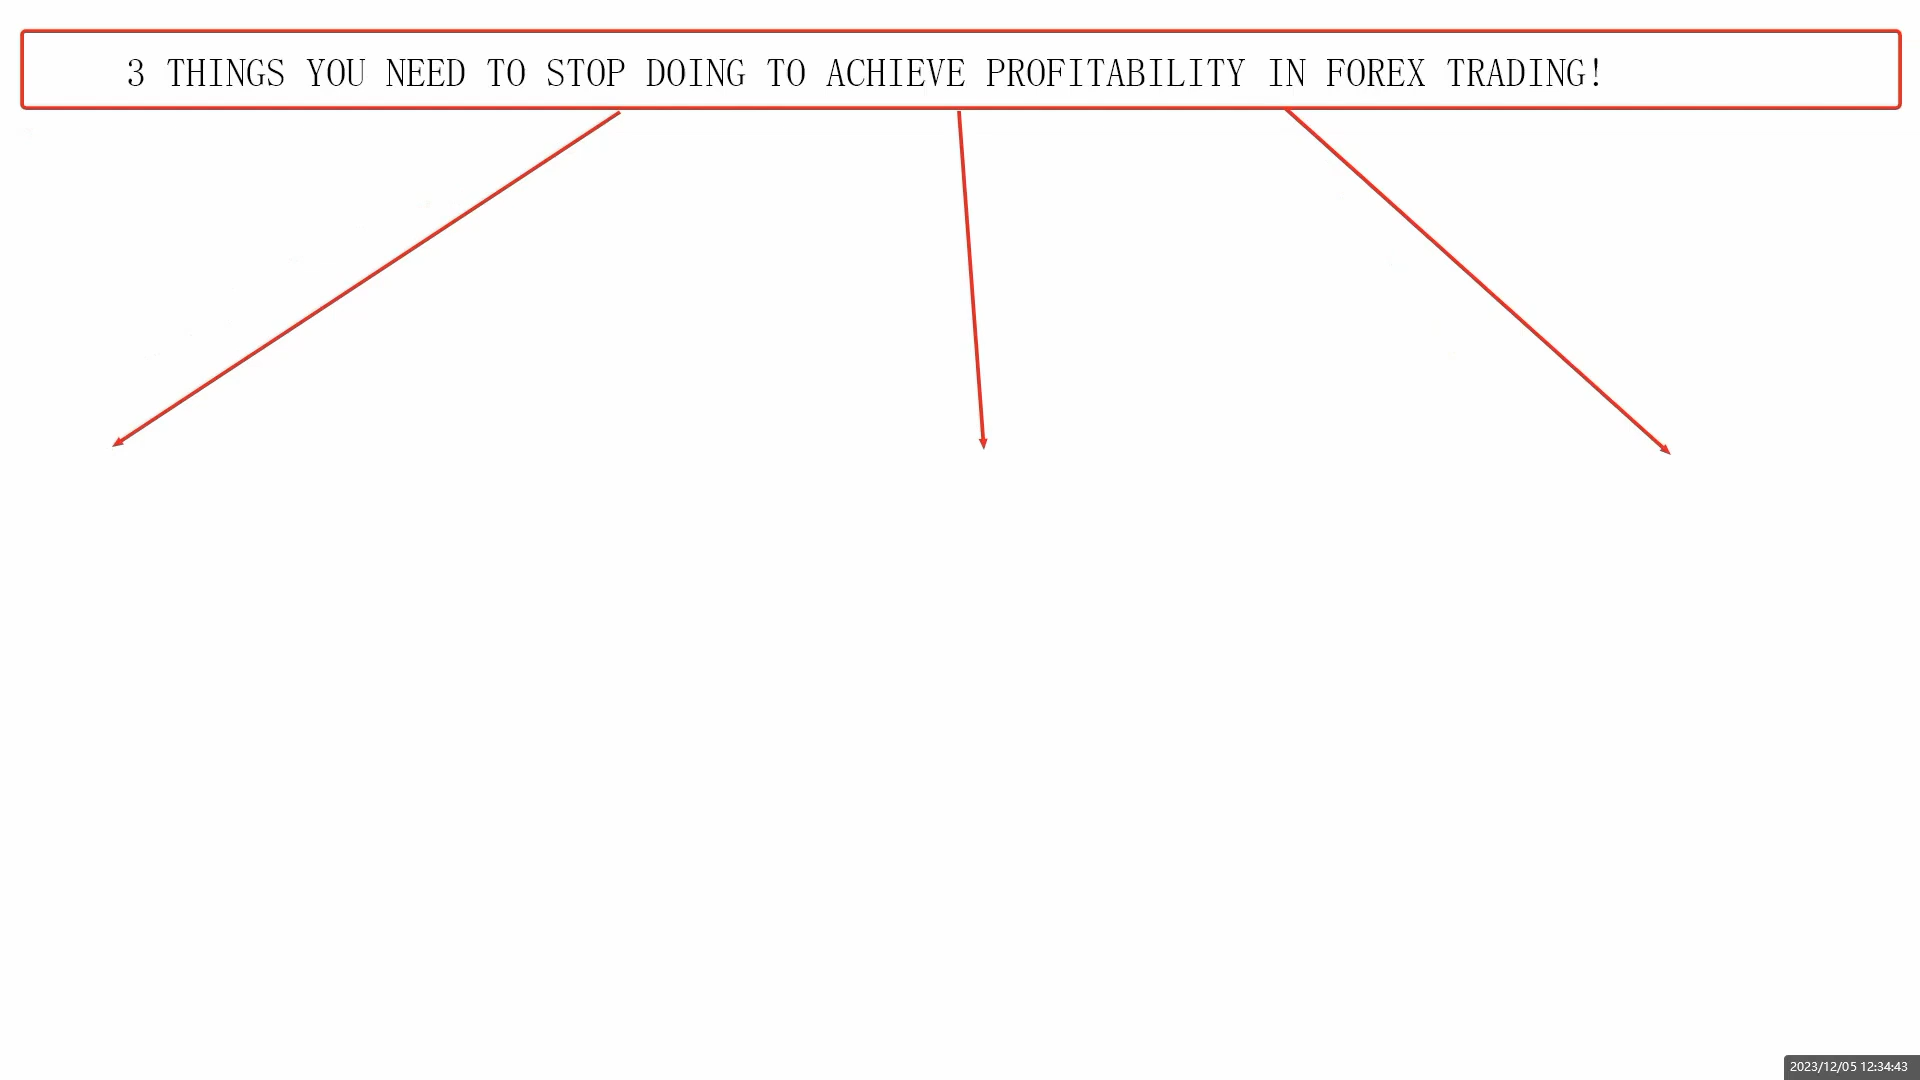 3 THINGS YOU NEED TO STOP DOING TO ACHIEVE PROFITABILITY IN FOREX TRADING!
2023/12/05 12:34:43